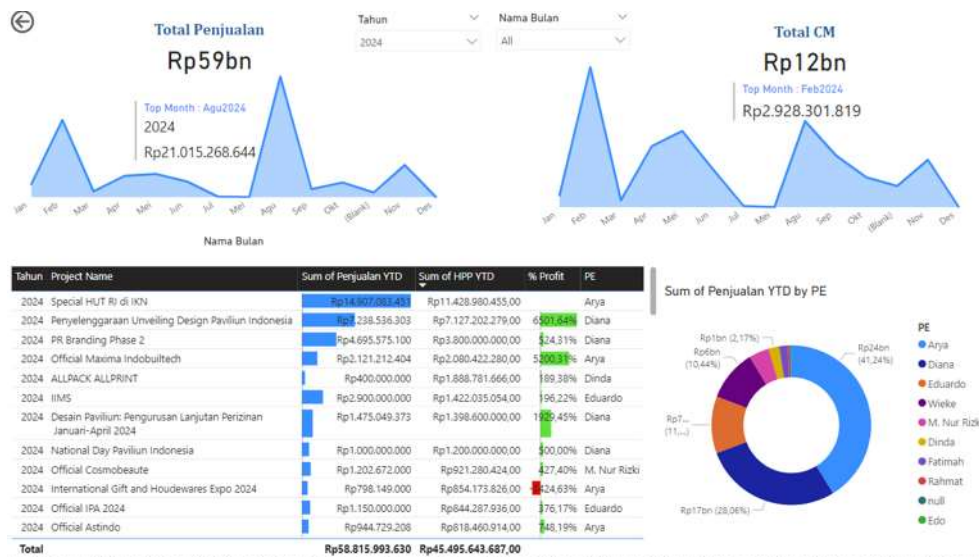 Total Penjualan
Rp59bn
Top Month : Agu2024
2024
Rp21.015.268.644
Jan Feb Mar Apr Mei Jun Jul Mei Agu Sep Okt (Blank) Nov Des
Nama Bulan
Tahun
2024
Nama Bulan
All
Total CM
Rp12bn
Top Month : Feb2024
Rp2.928.301.819
Jan Feb Mar Apr Mei Jun Jul Mei Agu Sep Okt (Blank) Nov Des
Tahun Project Name Sum of Penjualan YTD Sum of HPP YTD % Profit PE
2024 Special HUT RI di IKN Rp14.907.083.451 Rp11.428.980.455,00 Arya
2024 Penyelenggaraan Unveiling Design Paviliun Indonesia Rp7.238.536.303 Rp7.127.202.279,00 6501,64% Diana
2024 PR Branding Phase 2 Rp4.695.575.100 Rp3.800.000.000,00 524,31% Diana
2024 Official Maxima Indobuiltech Rp2.121.212.404 Rp2.080.422.280,00 5200,31% Arya
2024 ALLPACK ALLPRINT Rp400.000.000 Rp1.888.781.666,00 189,38% Dinda
2024 IIMS Rp2.900.000.000 Rp1.422.035.054,00 196,22% Eduardo
2024 Desain Paviliun: Pengurusan Lanjutan Perizinan Rp1.475.049.373 Rp1.398.600.000,00 1929,45% Diana
Januari-April 2024
2024 National Day Paviliun Indonesia Rp1.000.000.000 Rp1.200.000.000,00 500,00% Diana
2024 Official Cosmobeaute Rp1.202.672.000 Rp921.280.424,00 427,40% M. Nur Rizki
2024 International Gift and Houdewares Expo 2024 Rp798.149.000 Rp854.173.826,00 424,63% Arya
2024 Official IPA 2024 Rp1.150.000.000 Rp844.287.936,00 376,17% Eduardo
2024 Official Astindo Rp944.729.208 Rp818.460.914,00 748,19% Arya
Total Rp58.815.993.630 Rp45.495.643.687,00
Sum of Penjualan YTD by PE
Rp1bn (2,17%)
Rp6bn
(10,44%)
Rp7...
(11,...)
Rp17bn (28,06%)
Rp24bn
(41,24%)
PE
Arya
Diana
Eduardo
Wieke
M. Nur Rizk
Dinda
Fatimah
Rahmat
null
Edo